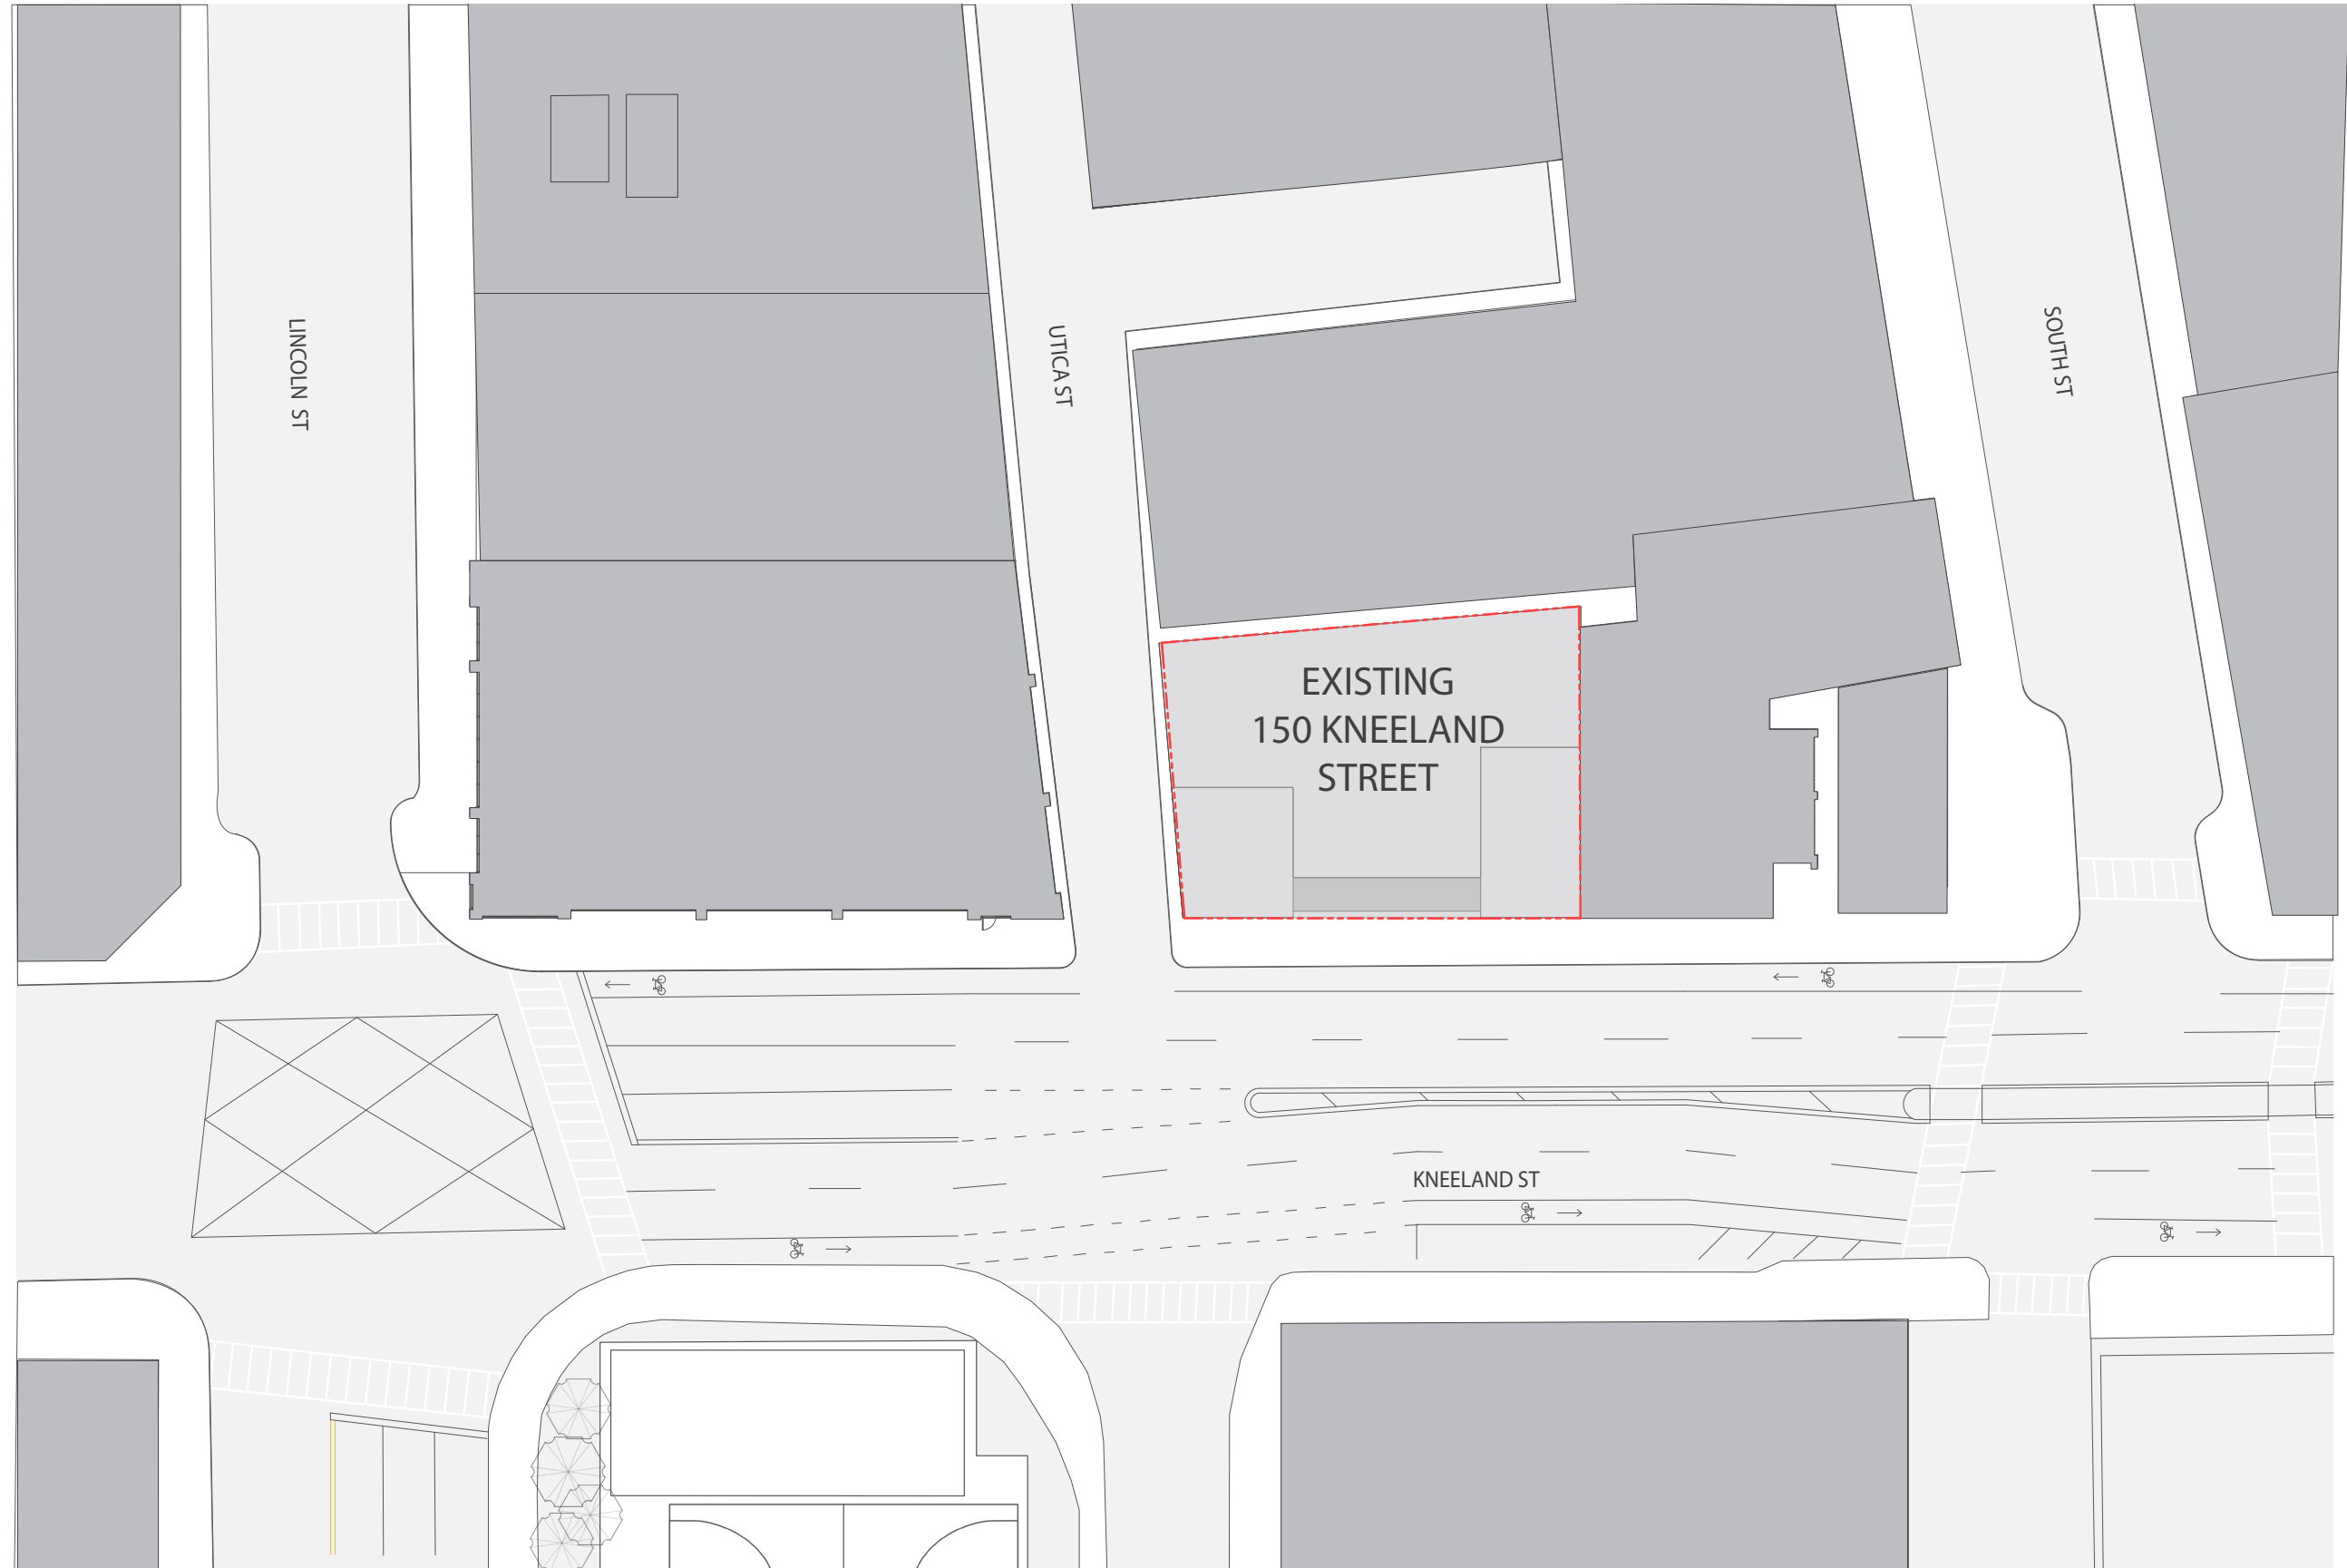 LINCOLN ST
UTICA ST
SOUTH ST
EXISTING
150 KNEELAND
STREET
KNEELAND ST